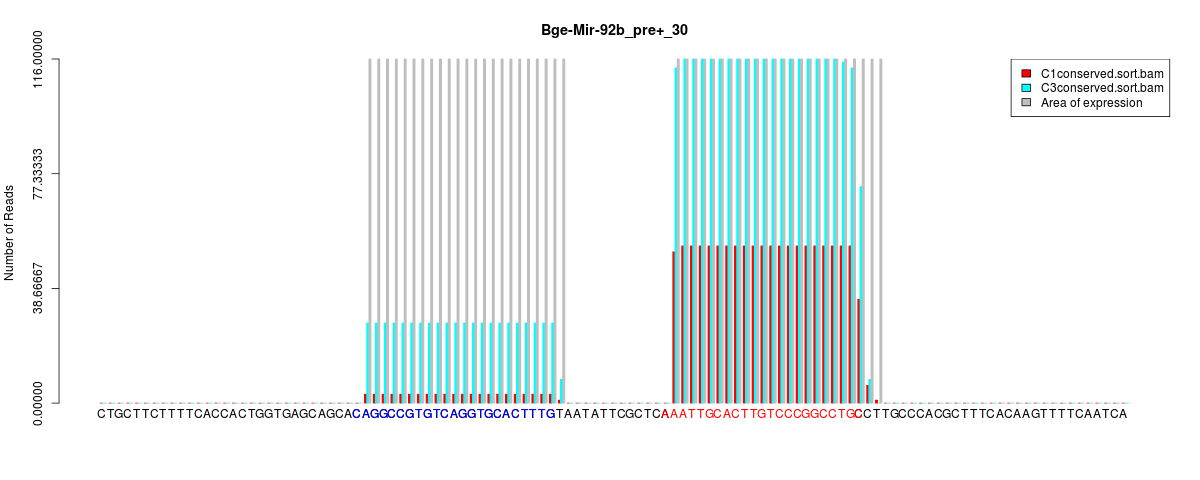 Bge-Mir-92b_pre+_30
C1conserved.sort.bam
C3conserved.sort.bam
Area of expression
Number of Reads
116.00000
77.33333
38.66667
0.00000
CTGCTTCTTTTCACCACTGGTGAGCAGCACAGGCCGTGTCAGGTGCACTTTGTAATATTCGCTCAAATTGCACTTGTCCCGGCCTGCCTTGCCCACGCTTTCACAAGTTTTCAATCA